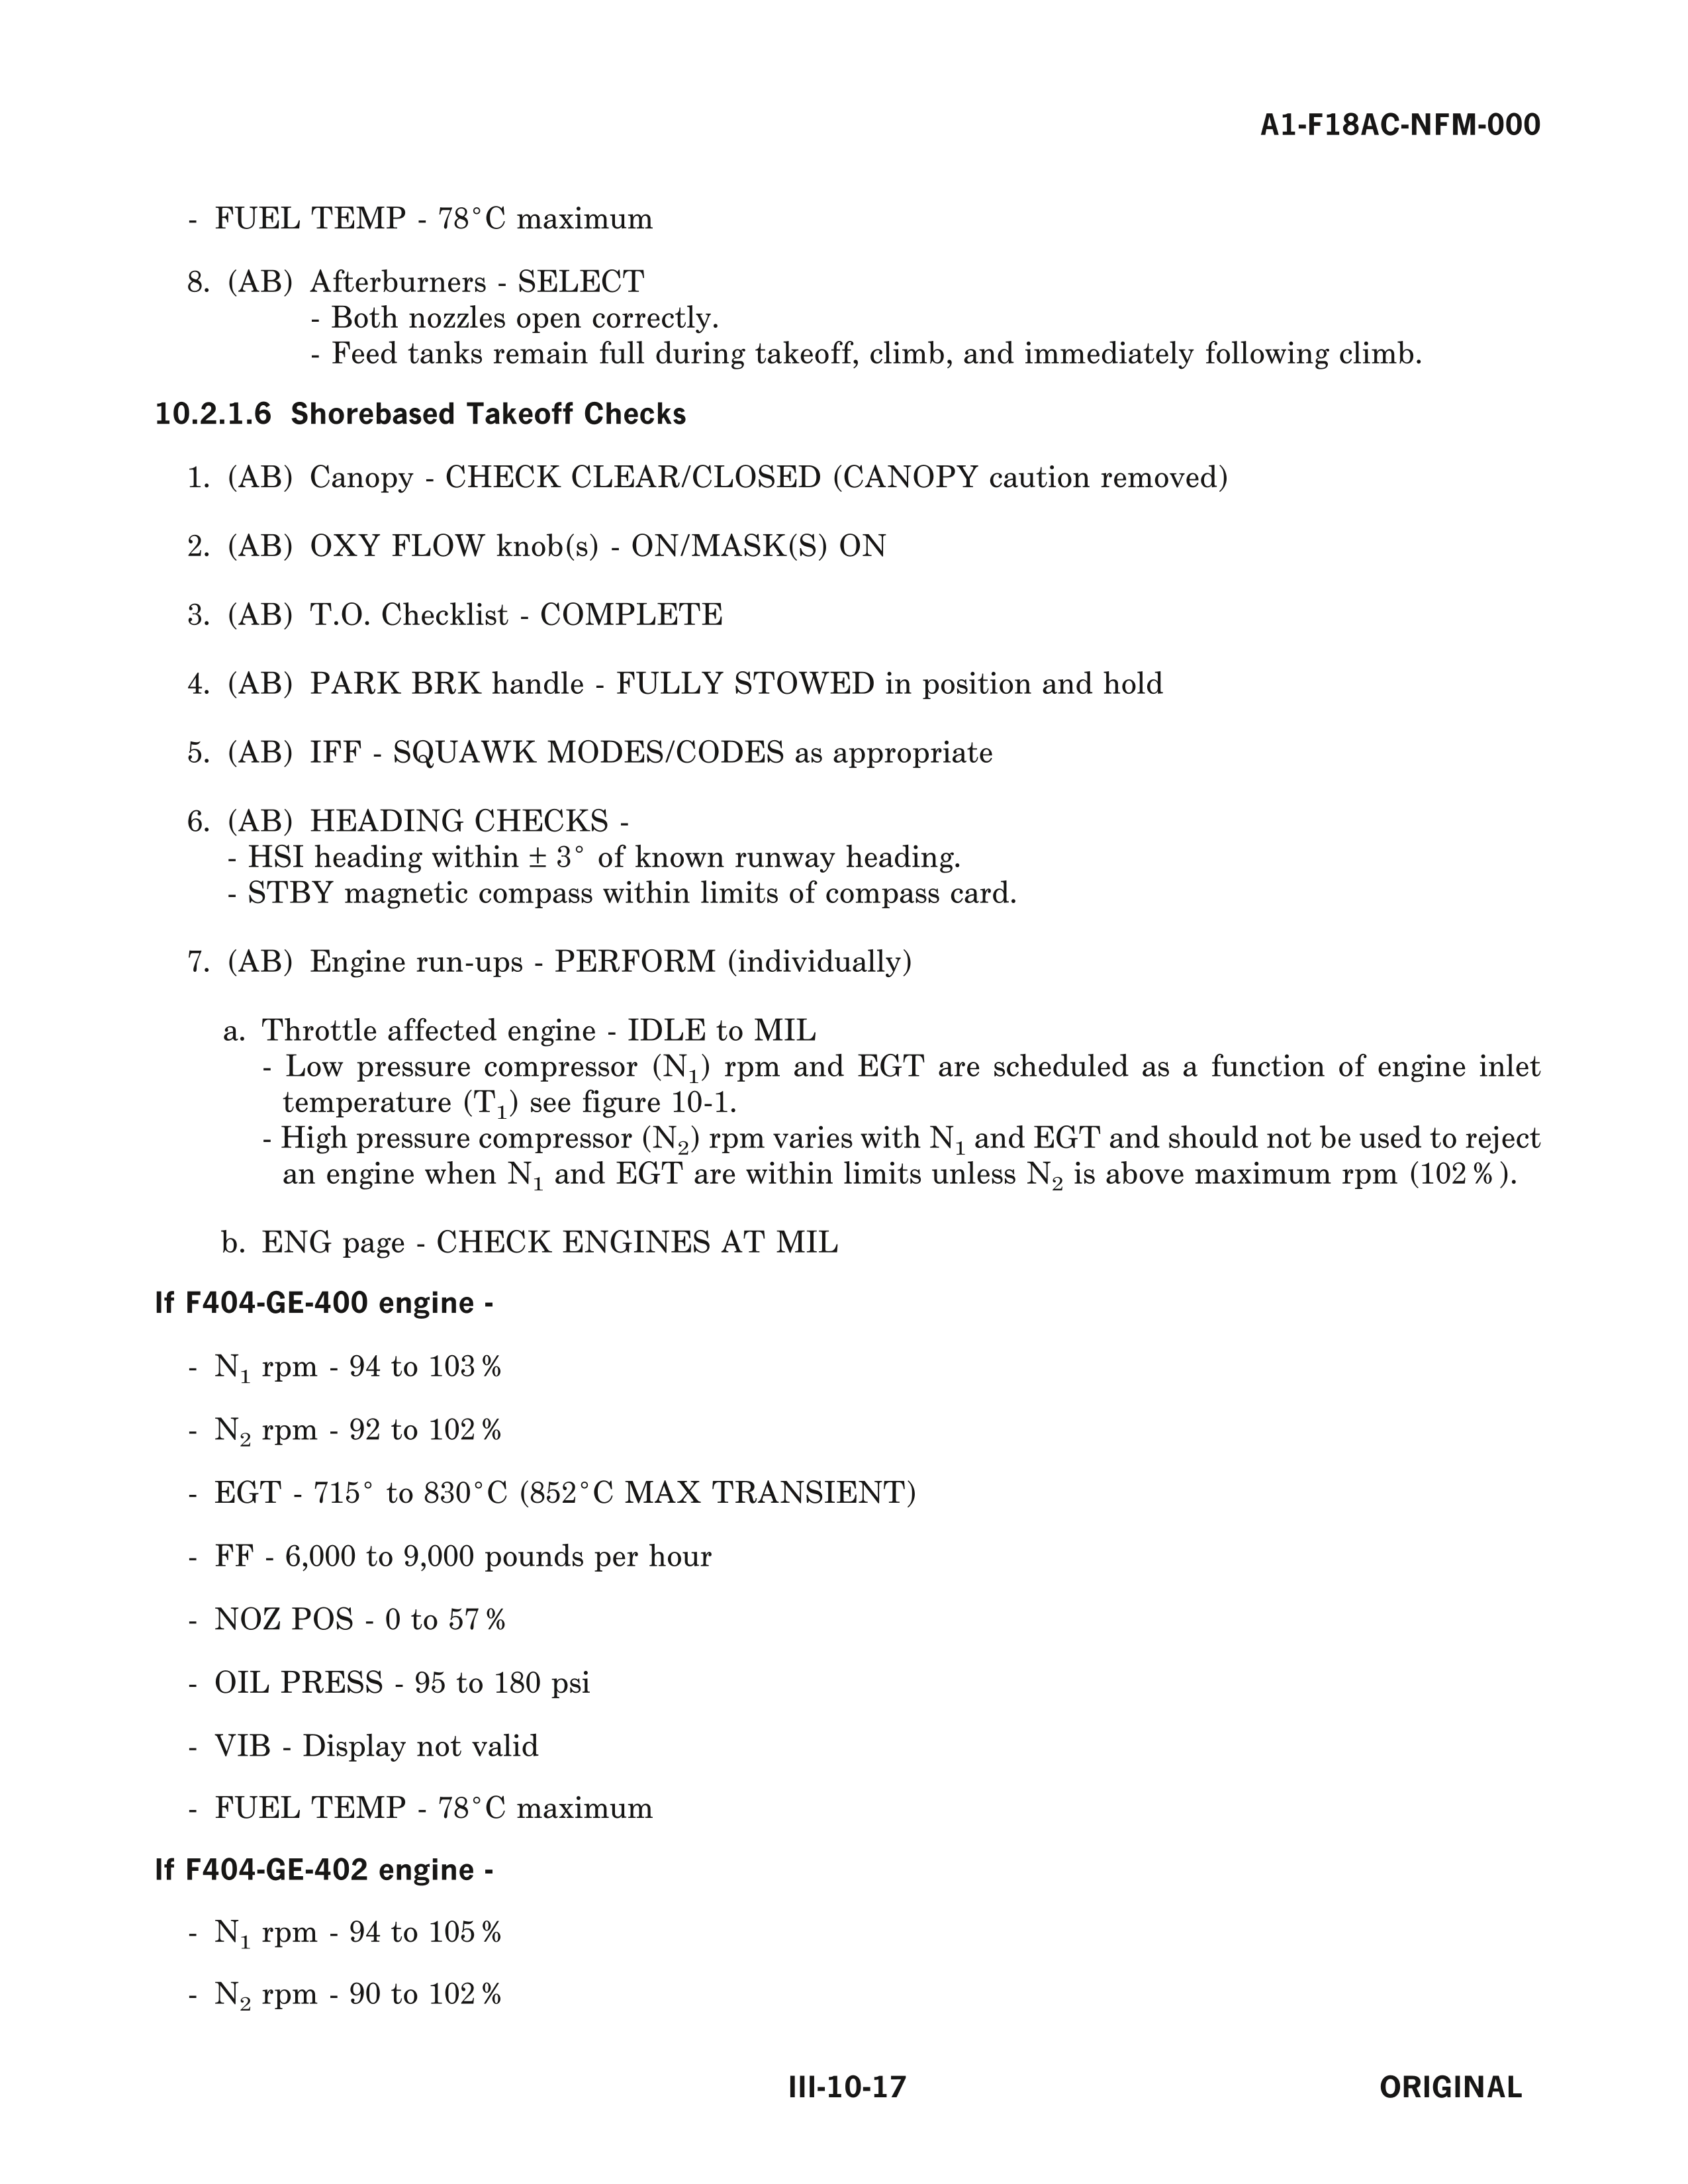 A1-F18AC-NFM-000
- FUEL TEMP - 78°C maximum
8. (AB) Afterburners - SELECT
- Both nozzles open correctly.
- Feed tanks remain full during takeoff, climb, and immediately following climb.
10.2.1.6 Shorebased Takeoff Checks
1. (AB) Canopy - CHECK CLEAR/CLOSED (CANOPY caution removed)
2. (AB) OXY FLOW knob(s) - ON/MASK(S) ON
3. (AB) T.O. Checklist - COMPLETE
4. (AB) PARK BRK handle - FULLY STOWED in position and hold
5. (AB) IFF - SQUAWK MODES/CODES as appropriate
6. (AB) HEADING CHECKS -
- HSI heading within ± 3° of known runway heading.
- STBY magnetic compass within limits of compass card.
7. (AB) Engine run-ups - PERFORM (individually)
a. Throttle affected engine - IDLE to MIL
- Low pressure compressor (N₁) rpm and EGT are scheduled as a function of engine inlet
temperature (T₁) see figure 10-1.
- High pressure compressor (N₂) rpm varies with N₁ and EGT and should not be used to reject
an engine when N₁ and EGT are within limits unless N₂ is above maximum rpm (102%).
b. ENG page - CHECK ENGINES AT MIL
If F404-GE-400 engine -
- N₁ rpm - 94 to 103%
- N₂ rpm - 92 to 102%
- EGT - 715° to 830°C (852°C MAX TRANSIENT)
- FF - 6,000 to 9,000 pounds per hour
- NOZ POS - 0 to 57%
- OIL PRESS - 95 to 180 psi
- VIB - Display not valid
- FUEL TEMP - 78°C maximum
If F404-GE-402 engine -
- N₁ rpm - 94 to 105%
- N₂ rpm - 90 to 102%
III-10-17
ORIGINAL